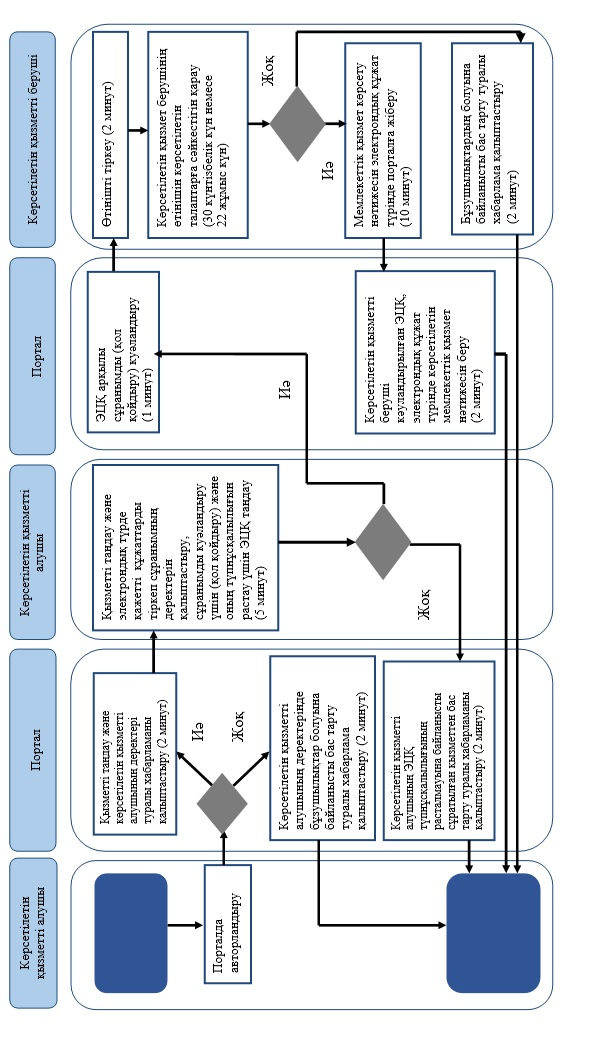 Көрсетілетін
қызметті алушы
Портал
Көрсетілетін қызметті
алушы
Портал
Көрсетілетін қызметті беруші
Порталда
авторландыру
Қызметті таңдау және
көрсетілетін қызметті
алушының деректері
туралы хабарламаны
қалыптастыру (2 минут)
Иә
Жоқ
Көрсетілетін қызметті
алушының деректерінде
бұзушылықтар болуына
байланысты бас тарту
туралы хабарлама
қалыптастыру (2 минут)
Көрсетілетін қызметті
алушының ЭЦҚ
түпнұсқалылығының
расталмауына байланысты
сұратылған қызметтен бас
тарту туралы хабарламаны
қалыптастыру (2 минут)
Қызметті таңдау және
электрондық түрде
қажетті құжаттарды
тіркеп сұранымның
деректерін
қалыптастыру,
сұранымды куәландыру
үшін (қол қойдыру) және
оның түпнұсқалылығын
растау үшін ЭЦҚ таңдау
(5 минут)
Жоқ
Иә
ЭЦҚ арқылы
сұранымды (қол
қойдыру) куәландыру
(1 минут)
Көрсетілетін қызметті
беруші
куәуландырылған ЭЦҚ,
электрондық құжат
түрінде көрсетілетін
мемлекеттік қызмет
нәтижесін беру
(2 минут)
Өтінішті тіркеу (2 минут)
Көрсетілетін қызмет берушінің
өтінішін көрсетілетін
талаптарға сәйкестігін қарау
(30 күнтізбелік күн немесе
22 жұмыс күн)
Жоқ
Иә
Мемлекеттік қызмет көрсету
нәтижесін электрондық құжат
түрінде порталға жіберу
(10 минут)
Бұзушылықтардың болуына
байланысты бас тарту туралы
хабарлама қалыптастыру
(2 минут)